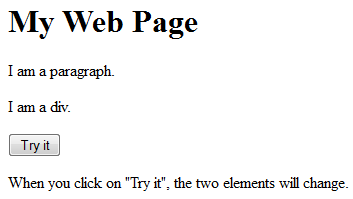 My Web Page
I am a paragraph.
I am a div.
Try it
When you click on "Try it", the two elements will change.